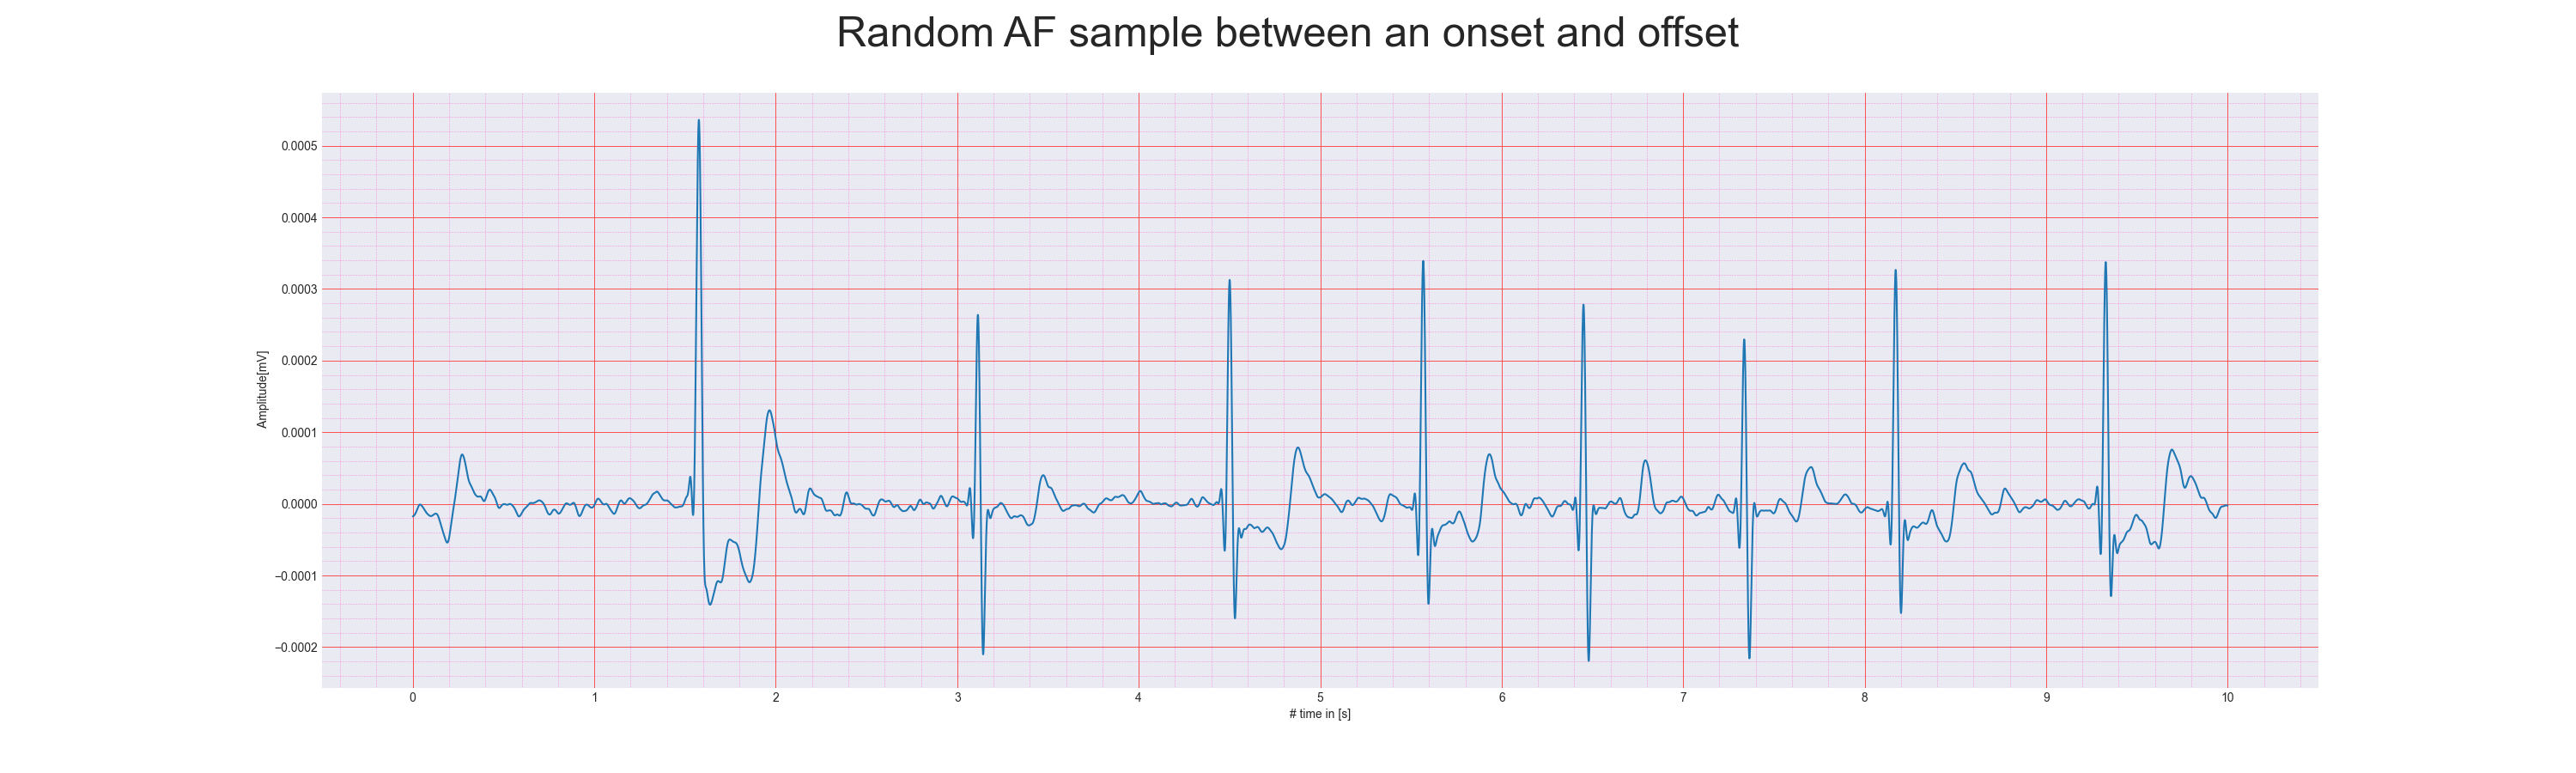 Random AF sample between an onset and offset
0.0005
0.0004
0.0003
0.0002
0.0001
0.0000
−0.0001
−0.0002
Amplitude[mV]
0 1 2 3 4 5 6 7 8 9 10
# time in [s]